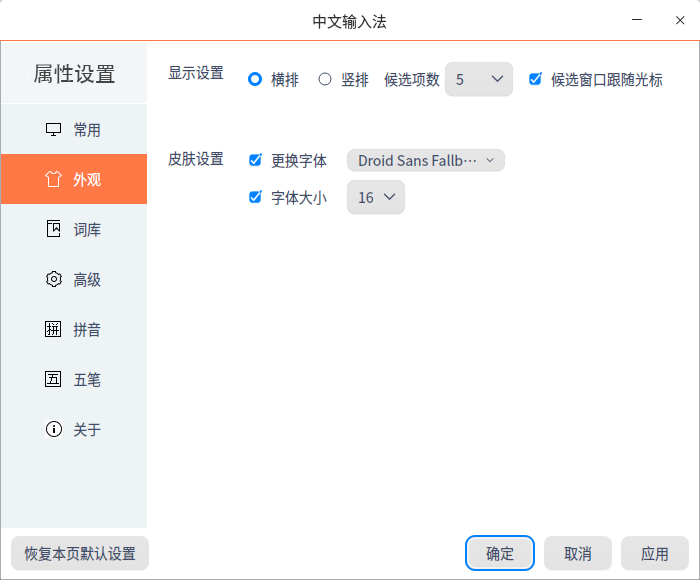 中文输入法
属性设置
常用
外观
词库
高级
拼 拼音
五 五笔
关于
显示设置 横排 竖排 候选项数 5 候选窗口跟随光标
皮肤设置 更换字体 Droid Sans Fallb···
字体大小 16
恢复本页默认设置 确定 取消 应用